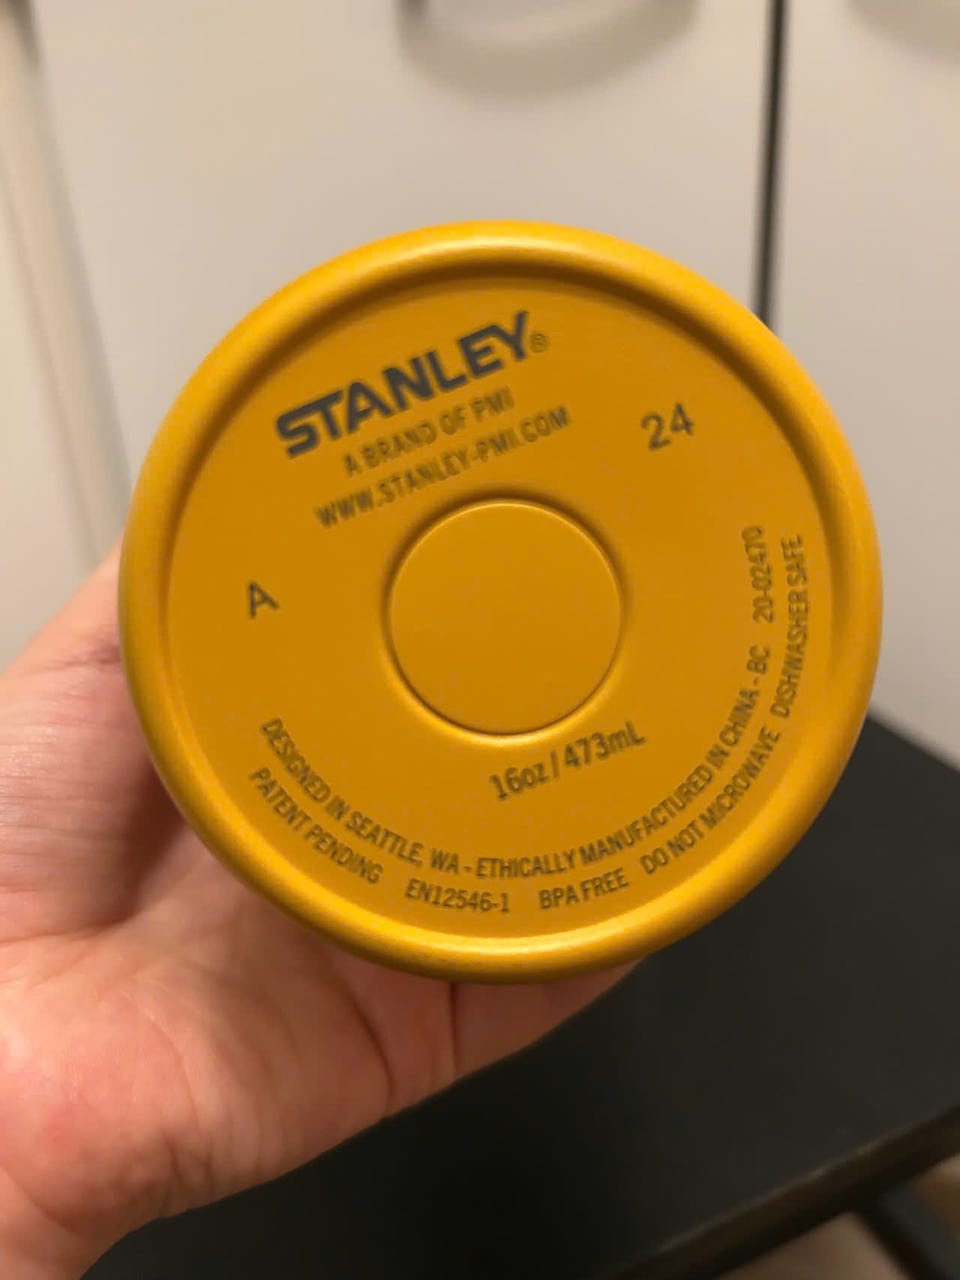 STANLEY®
A BRAND OF PMI
WWW.STANLEY-PMI.COM
24
A
16oz / 473mL
DESIGNED IN SEATTLE, WA - ETHICALLY MANUFACTURED IN CHINA - BC 20-02470
PATENT PENDING EN12546-1 BPA FREE DO NOT MICROWAVE DISHWASHER SAFE